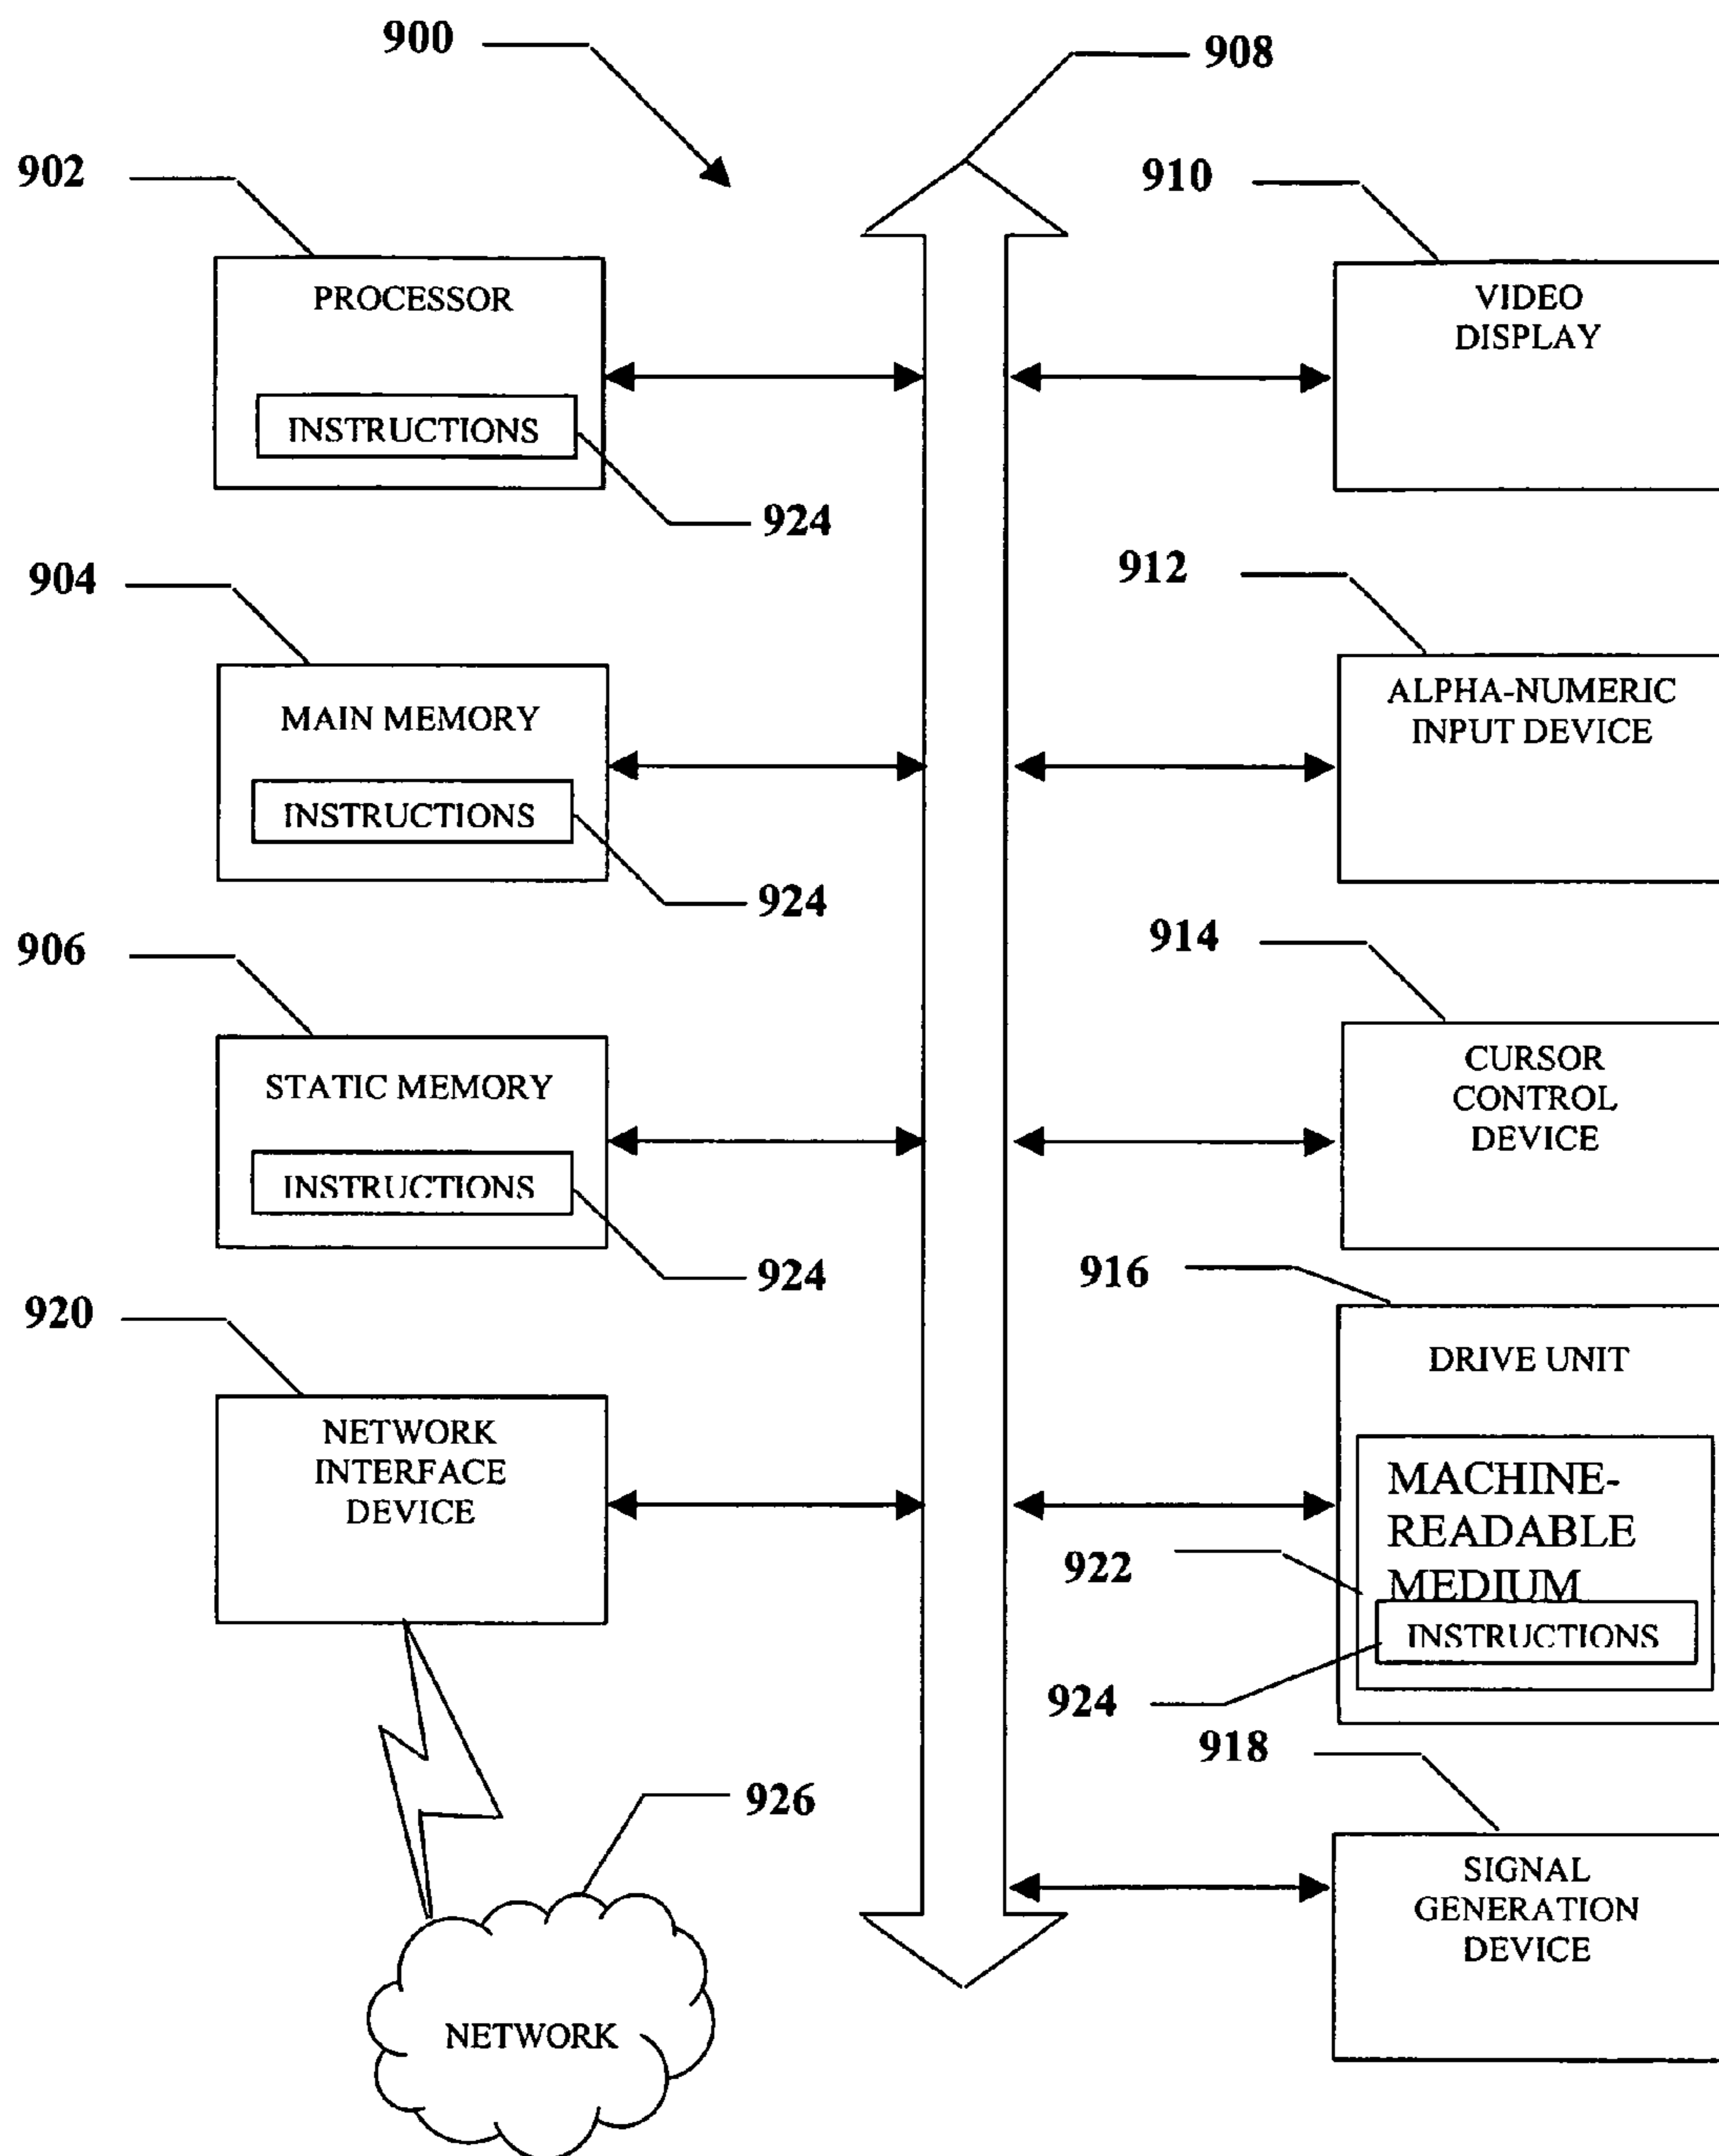 900
908
902
910
PROCESSOR
INSTRUCTIONS
924
VIDEO
DISPLAY
904
912
MAIN MEMORY
INSTRUCTIONS
924
ALPHA-NUMERIC
INPUT DEVICE
906
914
STATIC MEMORY
INSTRUCTIONS
924
CURSOR
CONTROL
DEVICE
920
916
NETWORK
INTERFACE
DEVICE
DRIVE UNIT
MACHINE-
READABLE
MEDIUM
922
INSTRUCTIONS
924
918
926
SIGNAL
GENERATION
DEVICE
NETWORK